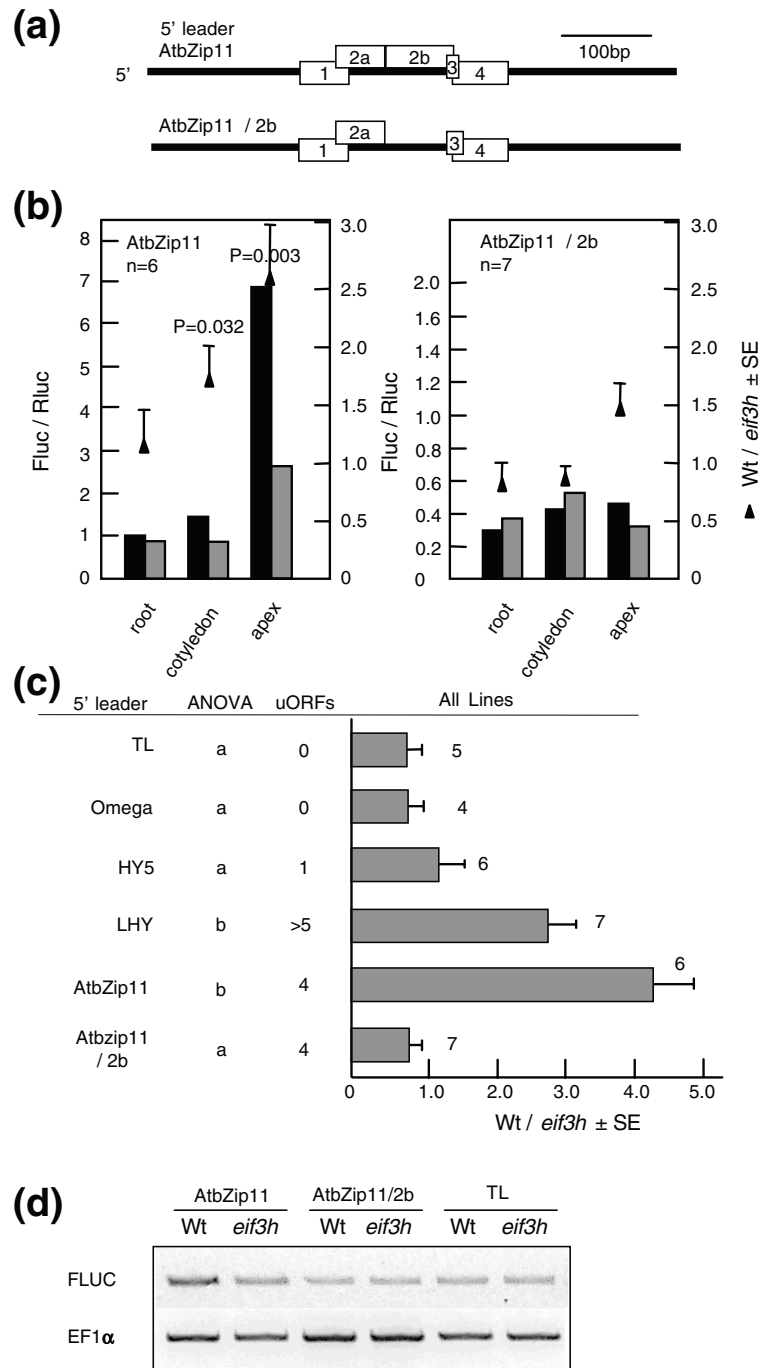 (a)
5' leader
AtbZip11
100bp
5'
1
2a
2b
3
4
AtbZip11 / 2b
1
2a
3
4
(b)
AtbZip11
n=6
P=0.032
P=0.003
Fluc / Rluc
8
7
6
5
4
3
2
1
0
3.0
2.5
2.0
1.5
1.0
0.5
0
root
cotyledon
apex
AtbZip11 / 2b
n=7
Fluc / Rluc
2.0
1.6
1.4
1.2
1.0
0.8
0.6
0.4
0.2
0
3.0
2.5
2.0
1.5
1.0
0.5
0
root
cotyledon
apex
Wt / eif3h ± SE
(c)
5' leader ANOVA uORFs All Lines
TL a 0 5
Omega a 0 4
HY5 a 1 6
LHY b >5 7
AtbZip11 b 4 6
Atbzip11
/ 2b a 4 7
0 1.0 2.0 3.0 4.0 5.0
Wt / eif3h ± SE
(d)
AtbZip11 AtbZip11/2b TL
Wt eif3h Wt eif3h Wt eif3h
FLUC
EF1α